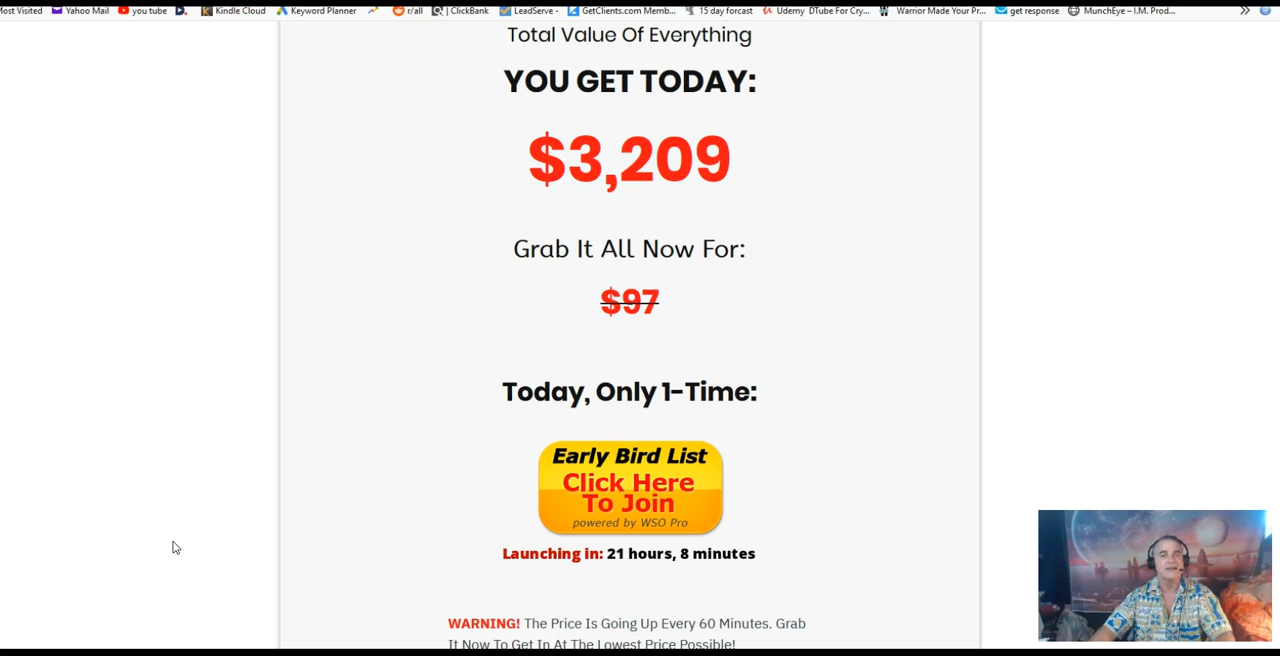 Most Visited Yahoo Mail you tube Kindle Cloud Keyword Planner r/all ClickBank LeadServe - GetClients.com Memb... 15 day forcast Udemy DTube For Cry... Warrior Made Your Pr... get response MunchEye – I.M. Prod...
Total Value Of Everything
YOU GET TODAY:
$3,209
Grab It All Now For:
$97
Today, Only 1-Time:
Early Bird List
Click Here
To Join
powered by WSO Pro
Launching in: 21 hours, 8 minutes
WARNING! The Price Is Going Up Every 60 Minutes. Grab
It Now To Get In At The Lowest Price Possible!